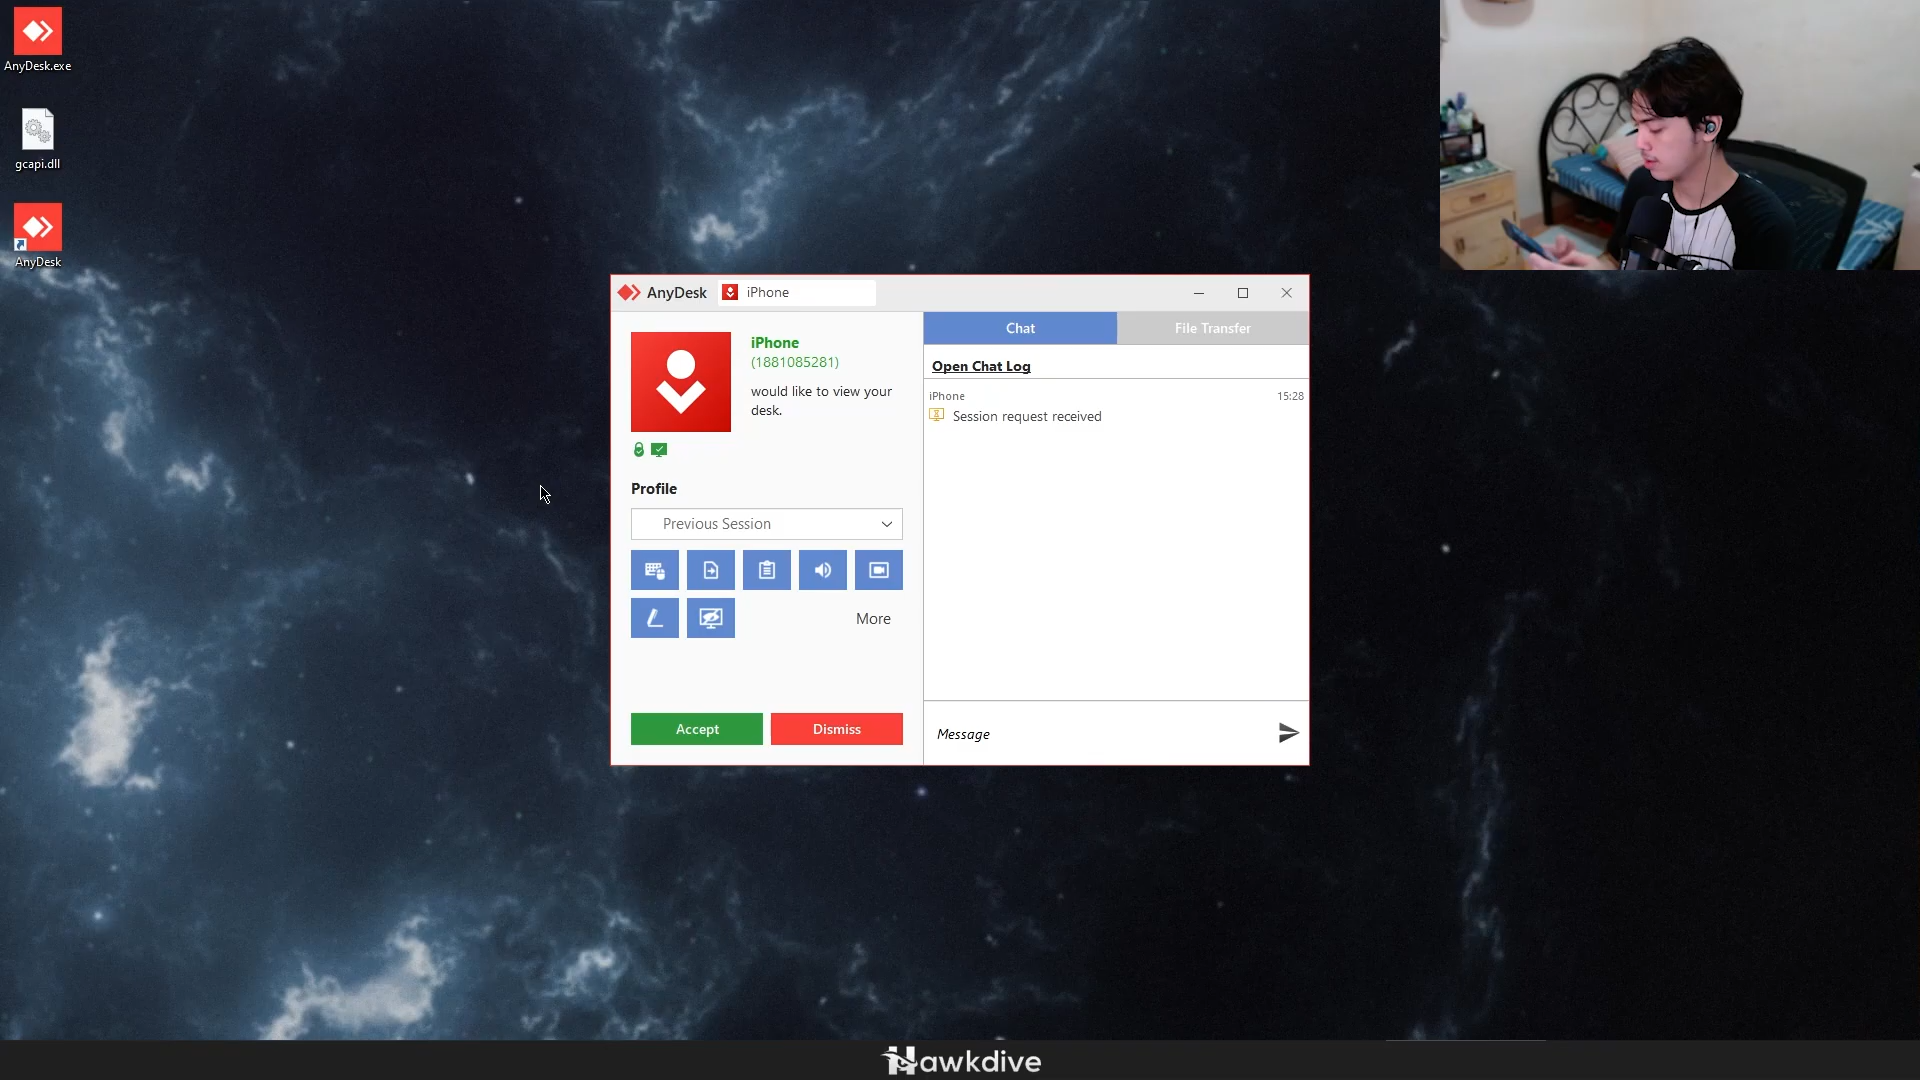 AnyDesk.exe
gcapi.dll
AnyDesk
AnyDesk
iPhone
iPhone
(1881085281)
would like to view your
desk.
Profile
Previous Session
More
Accept
Dismiss
Chat
File Transfer
Open Chat Log
iPhone
15:28
Session request received
Message
Hawkdive